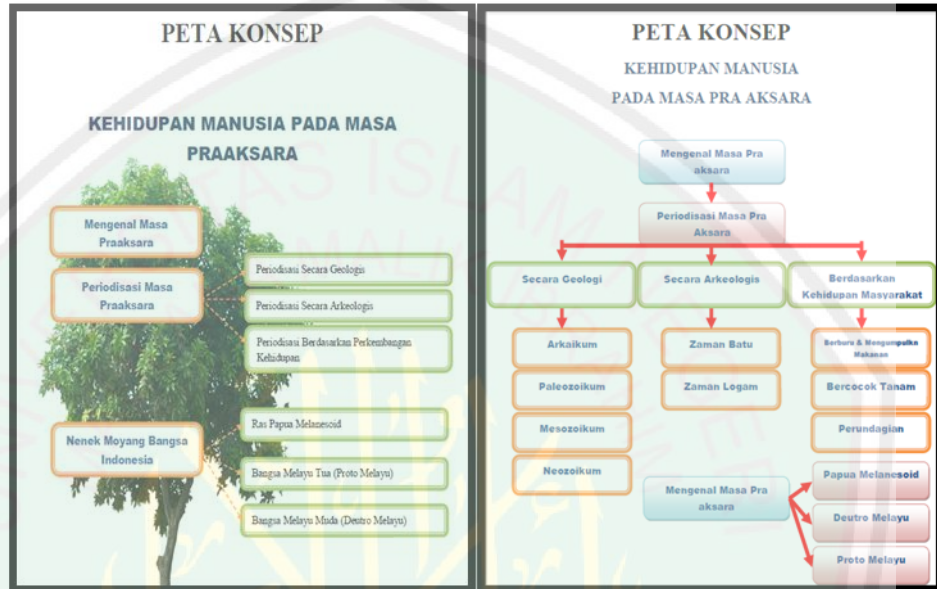 PETA KONSEP
KEHIDUPAN MANUSIA PADA MASA
PRAAKSARA
Mengenal Masa
Praaksara
Periodisasi Masa
Praaksara
Periodisasi Secara Geologis
Periodisasi Secara Arkeologis
Periodisasi Berdasarkan Perkembangan
Kehidupan
Nenek Moyang Bangsa
Indonesia
Ras Papua Melanesoid
Bangsa Melayu Tua (Proto Melayu)
Bangsa Melayu Muda (Deutro Melayu)
PETA KONSEP
KEHIDUPAN MANUSIA
PADA MASA PRA AKSARA
Mengenal Masa Pra
aksara
Periodisasi Masa Pra
Aksara
Secara Geologi
Arkaikum
Paleozoikum
Mesozoikum
Neozoikum
Secara Arkeologis
Zaman Batu
Zaman Logam
Berdasarkan
Kehidupan Masyarakat
Berburu & Mengumpulkn
Makanan
Bercocok Tanam
Perundagian
Mengenal Masa Pra
aksara
Papua Melanesoid
Deutro Melayu
Proto Melayu